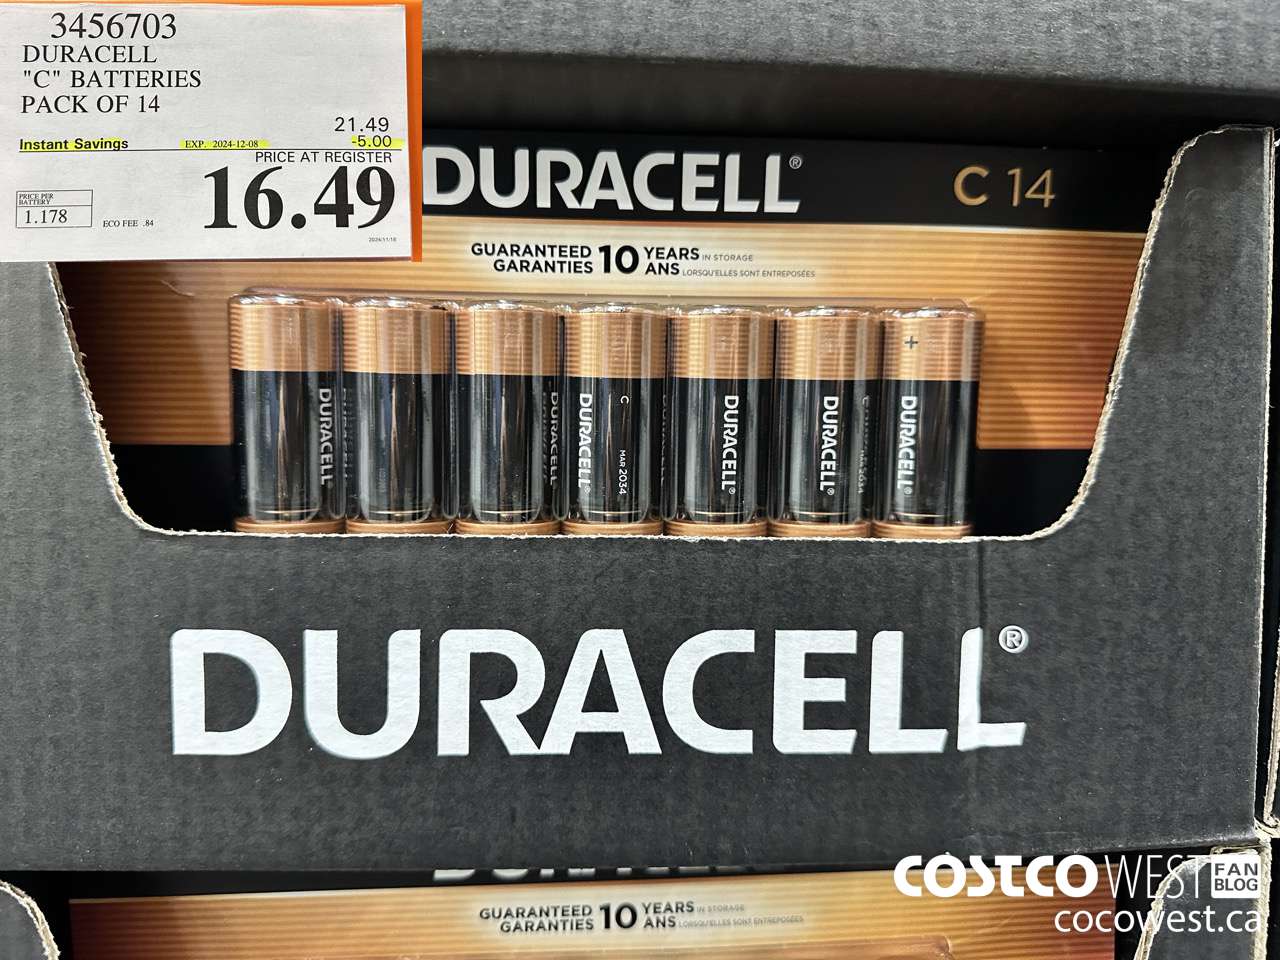 3456703
DURACELL
"C" BATTERIES
PACK OF 14
21.49
Instant Savings EXP. 2024-12-08 -5.00
PRICE AT REGISTER
16.49
PRICE PER
BATTERY
1.178
ECO FEE .84
2024/11/18
DURACELL® C 14
GUARANTEED 10 YEARS IN STORAGE
GARANTIES ANS LORSQU'ELLES SONT ENTREPOSÉES
+
DURACELL
DURACELL
DURACELL®
C
MAR 2034
DURACELL®
DURACELL®
DURACELL®
DURACELL®
COSTCO WEST FAN BLOG
cocowest.ca
GUARANTEED 10 YEARS IN STORAGE
GARANTIES ANS LORSQU'ELLES SONT ENTREPOSÉES